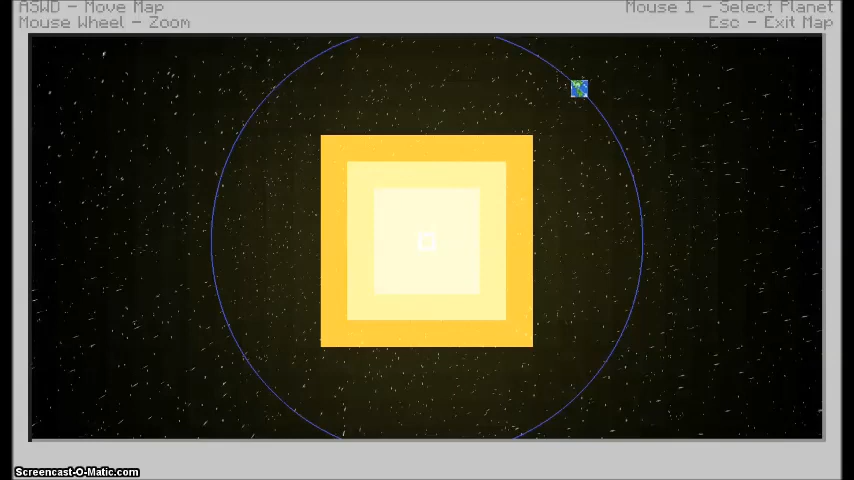 ASWD - Move Map
Mouse 1 - Select Planet
Mouse Wheel - Zoom
Esc - Exit Map
Screencast-O-Matic.com